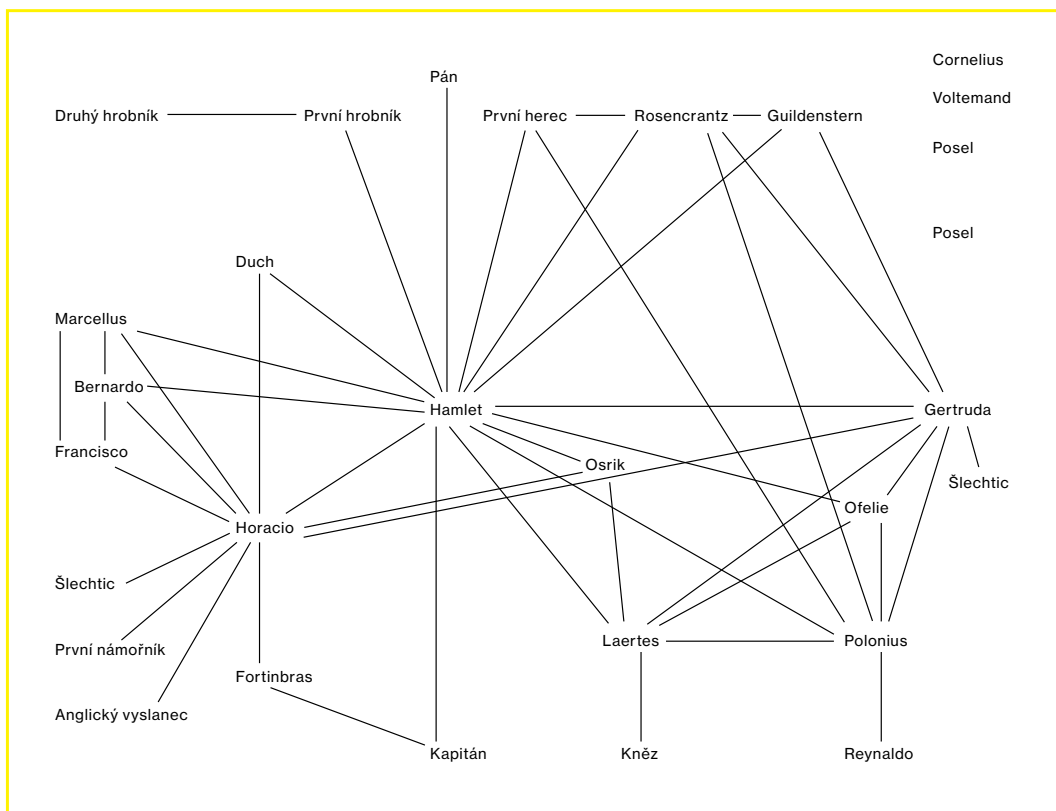 Cornelius
Pán
Voltemand
Druhý hrobník
První hrobník
První herec
Rosencrantz
Guildenstern
Posel
Posel
Duch
Marcellus
Bernardo
Hamlet
Gertruda
Francisco
Osrik
Šlechtic
Ofelie
Horacio
Šlechtic
První námořník
Laertes
Polonius
Fortinbras
Anglický vyslanec
Kapitán
Kněz
Reynaldo